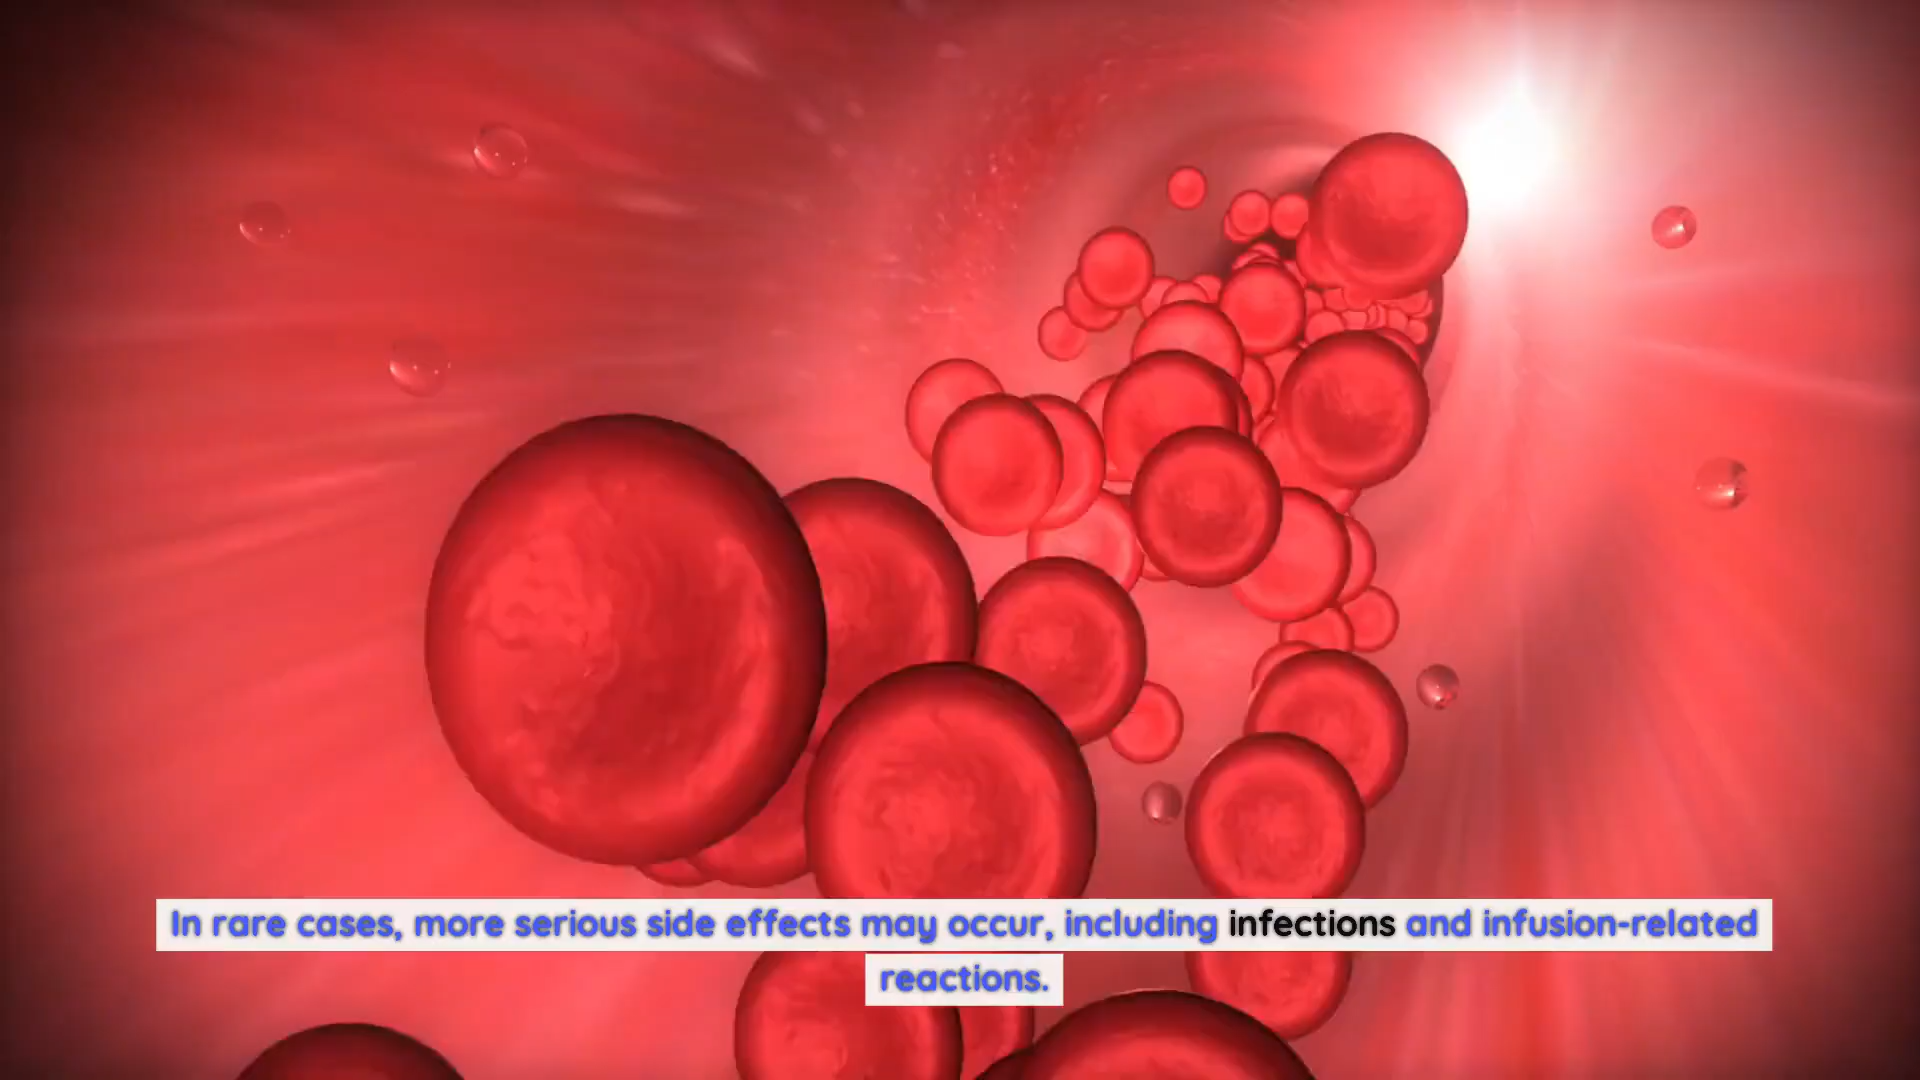 In rare cases, more serious side effects may occur, including infections and infusion-related
reactions.